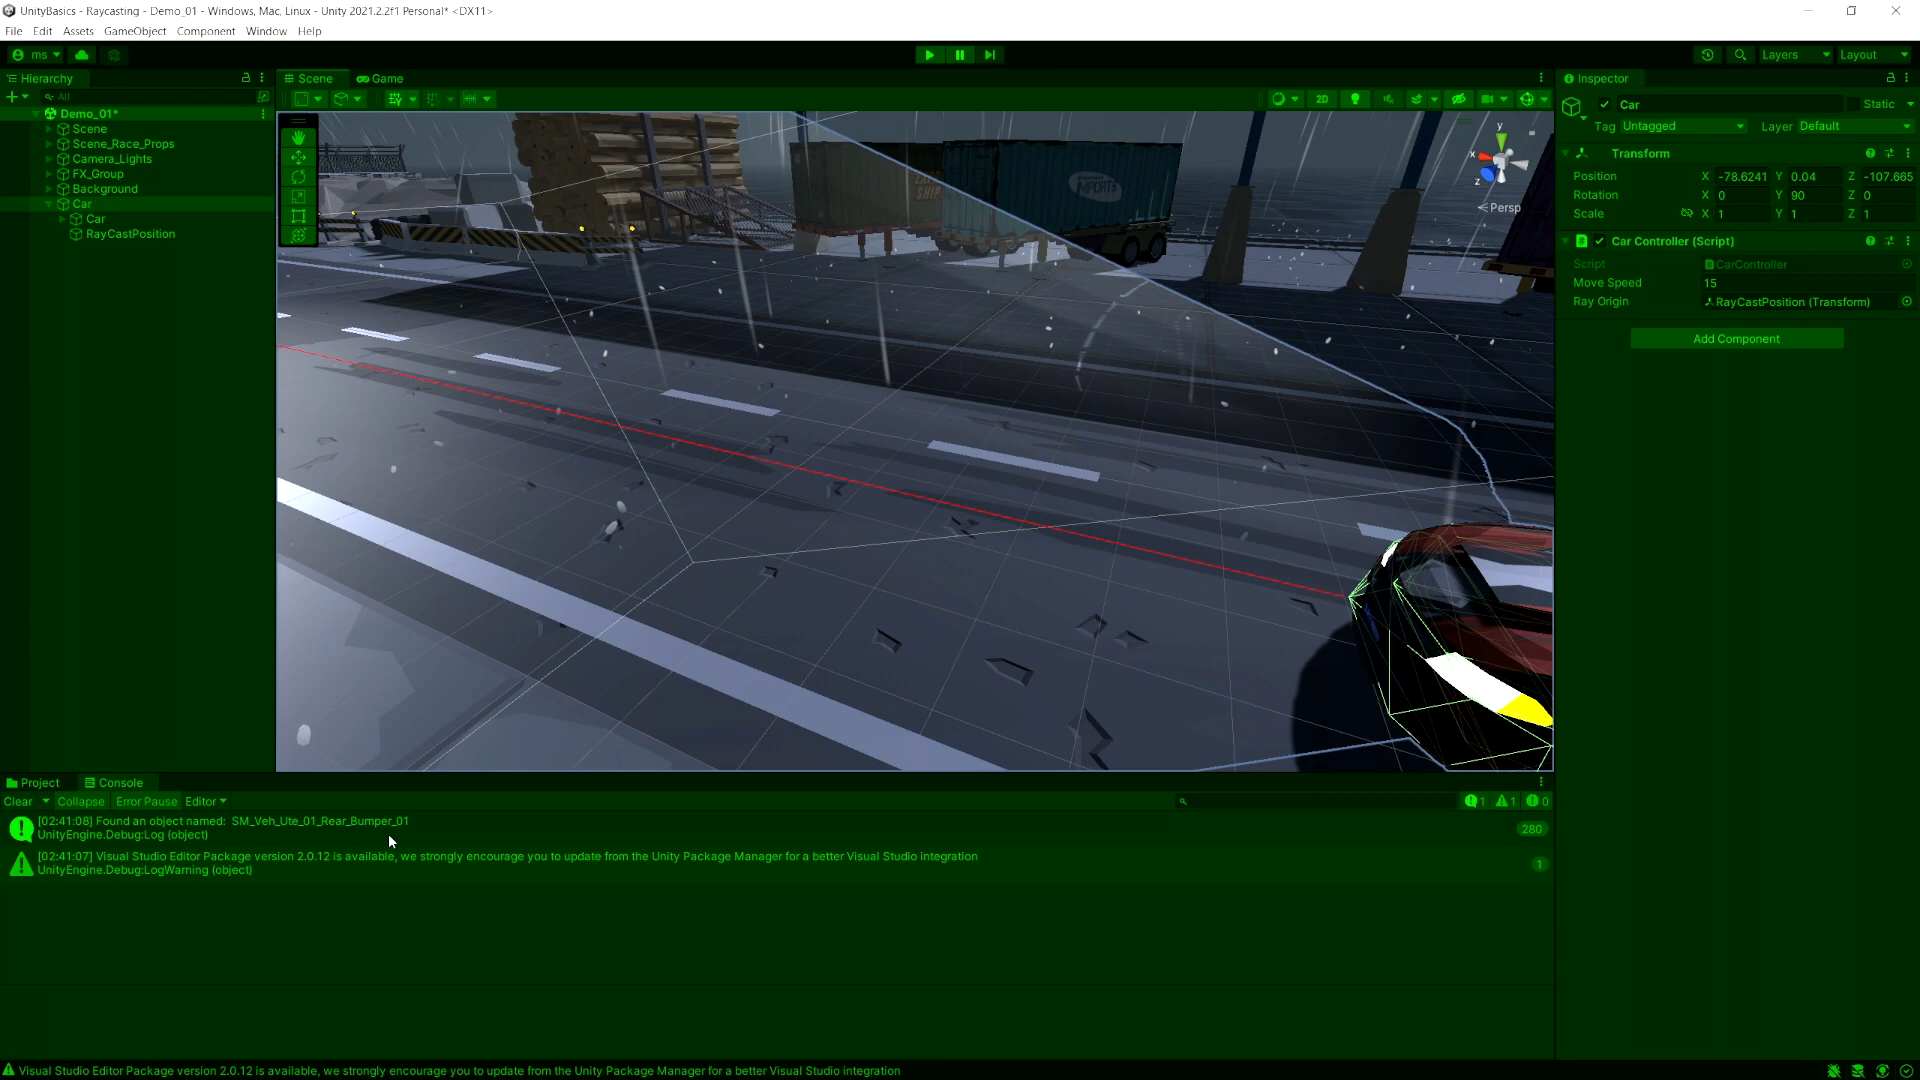 UnityBasics - Raycasting - Demo_01 - Windows, Mac, Linux - Unity 2021.2.2f1 Personal* <DX11>
File Edit Assets GameObject Component Window Help
ms
Layers Layout
Hierarchy
All
Demo_01*
Scene
Scene_Race_Props
Camera_Lights
FX_Group
Background
Car
Car
RayCastPosition
Scene Game
2D
IMPORTS
SHIP
y
x
z
Persp
Inspector
Car Static
Tag Untagged Layer Default
Transform
Position X -78.6241 Y 0.04 Z -107.665
Rotation X 0 Y 90 Z 0
Scale X 1 Y 1 Z 1
Car Controller (Script)
Script CarController
Move Speed 15
Ray Origin RayCastPosition (Transform)
Add Component
Project Console
Clear Collapse Error Pause Editor 1 1 0
[02:41:08] Found an object named: SM_Veh_Ute_01_Rear_Bumper_01
UnityEngine.Debug:Log (object)
280
[02:41:07] Visual Studio Editor Package version 2.0.12 is available, we strongly encourage you to update from the Unity Package Manager for a better Visual Studio integration
UnityEngine.Debug:LogWarning (object)
1
Visual Studio Editor Package version 2.0.12 is available, we strongly encourage you to update from the Unity Package Manager for a better Visual Studio integration